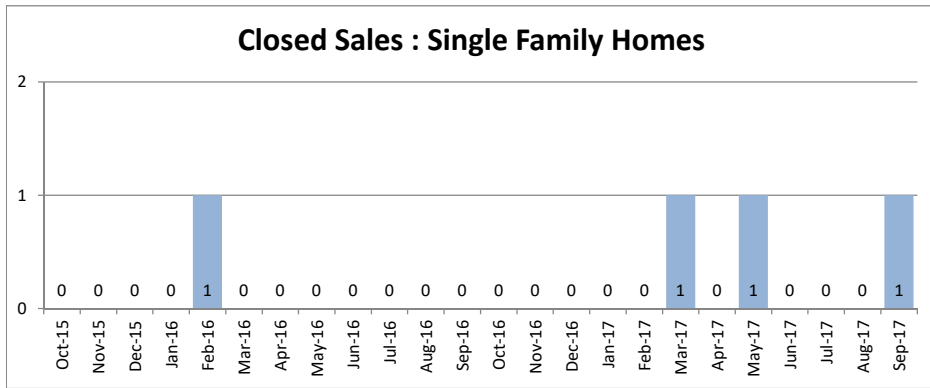 Closed Sales : Single Family Homes
2
1
0
0 0 0 0 1 0 0 0 0 0 0 0 0 0 0 0 0 1 0 1 0 0 0 1
Oct-15 Nov-15 Dec-15 Jan-16 Feb-16 Mar-16 Apr-16 May-16 Jun-16 Jul-16 Aug-16 Sep-16 Oct-16 Nov-16 Dec-16 Jan-17 Feb-17 Mar-17 Apr-17 May-17 Jun-17 Jul-17 Aug-17 Sep-17